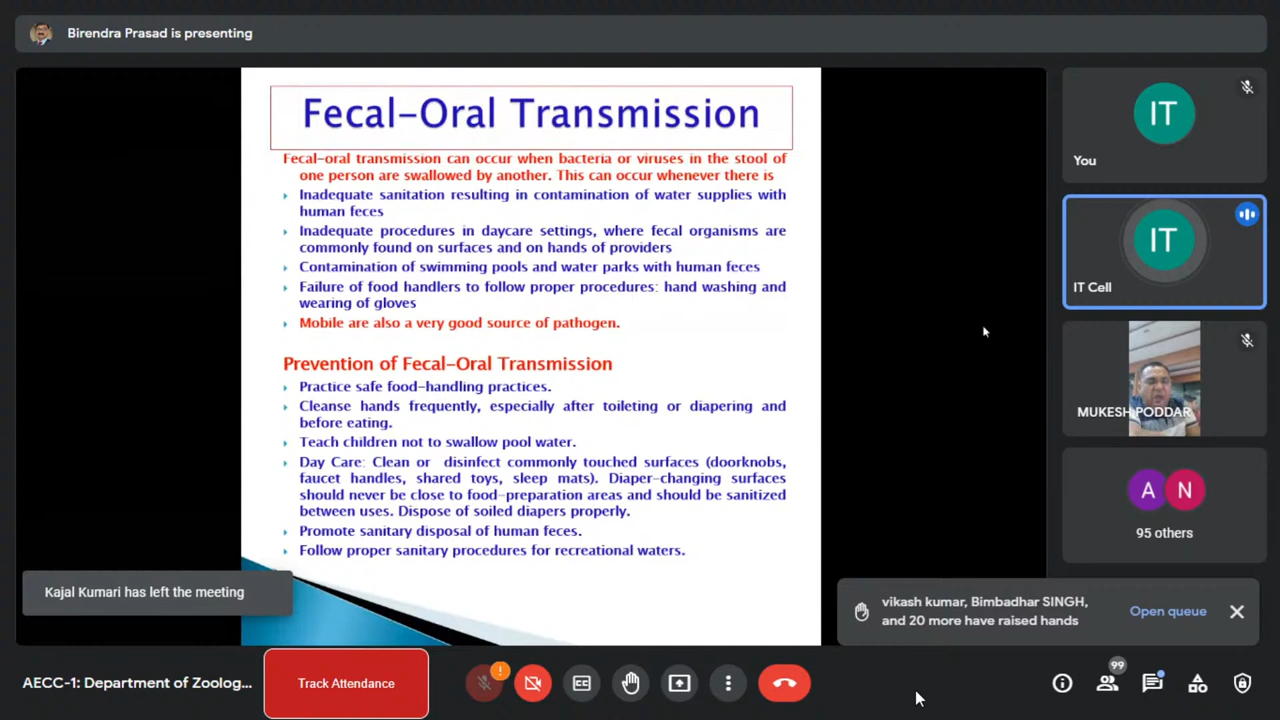 Birendra Prasad is presenting
Fecal-Oral Transmission
Fecal-oral transmission can occur when bacteria or viruses in the stool of
one person are swallowed by another. This can occur whenever there is
Inadequate sanitation resulting in contamination of water supplies with
human feces
Inadequate procedures in daycare settings, where fecal organisms are
commonly found on surfaces and on hands of providers
Contamination of swimming pools and water parks with human feces
Failure of food handlers to follow proper procedures: hand washing and
wearing of gloves
Mobile are also a very good source of pathogen.
Prevention of Fecal-Oral Transmission
Practice safe food-handling practices.
Cleanse hands frequently, especially after toileting or diapering and
before eating.
Teach children not to swallow pool water.
Day Care: Clean or disinfect commonly touched surfaces (doorknobs,
faucet handles, shared toys, sleep mats). Diaper-changing surfaces
should never be close to food-preparation areas and should be sanitized
between uses. Dispose of soiled diapers properly.
Promote sanitary disposal of human feces.
Follow proper sanitary procedures for recreational waters.
IT
You
IT
IT Cell
MUKESH PODDAR
A N
95 others
Kajal Kumari has left the meeting
vikash kumar, Bimbadhar SINGH,
and 20 more have raised hands
Open queue
AECC-1: Department of Zoolog...
Track Attendance
!
CC
99